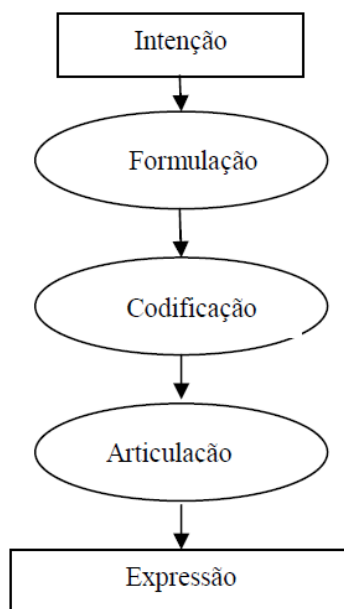 Intenção
Formulação
Codificação
Articulacão
Expressão